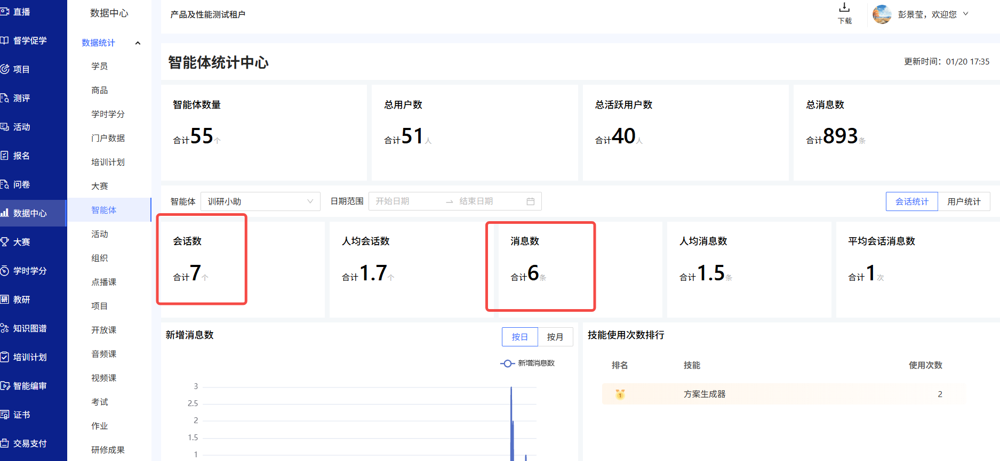 直播
督学促学
项目
测评
活动
报名
问卷
数据中心
大赛
学时学分
研 教研
知识图谱
培训计划
智能编审
证书
交易支付
数据中心
数据统计
学员
商品
学时学分
门户数据
培训计划
大赛
智能体
活动
组织
点播课
项目
开放课
音频课
视频课
考试
作业
研修成果
产品及性能测试租户
下载
彭景莹，欢迎您
智能体统计中心
更新时间：01/20 17:35
智能体数量
合计55个
总用户数
合计51人
总活跃用户数
合计40人
总消息数
合计893条
智能体 训研小助 日期范围 开始日期 结束日期 会话统计 用户统计
会话数
合计7个
人均会话数
合计1.7个
消息数
合计6条
人均消息数
合计1.5条
平均会话消息数
合计1次
新增消息数
按日 按月
新增消息数
3
2.5
2
1.5
1
技能使用次数排行
排名 技能 使用次数
1 方案生成器 2